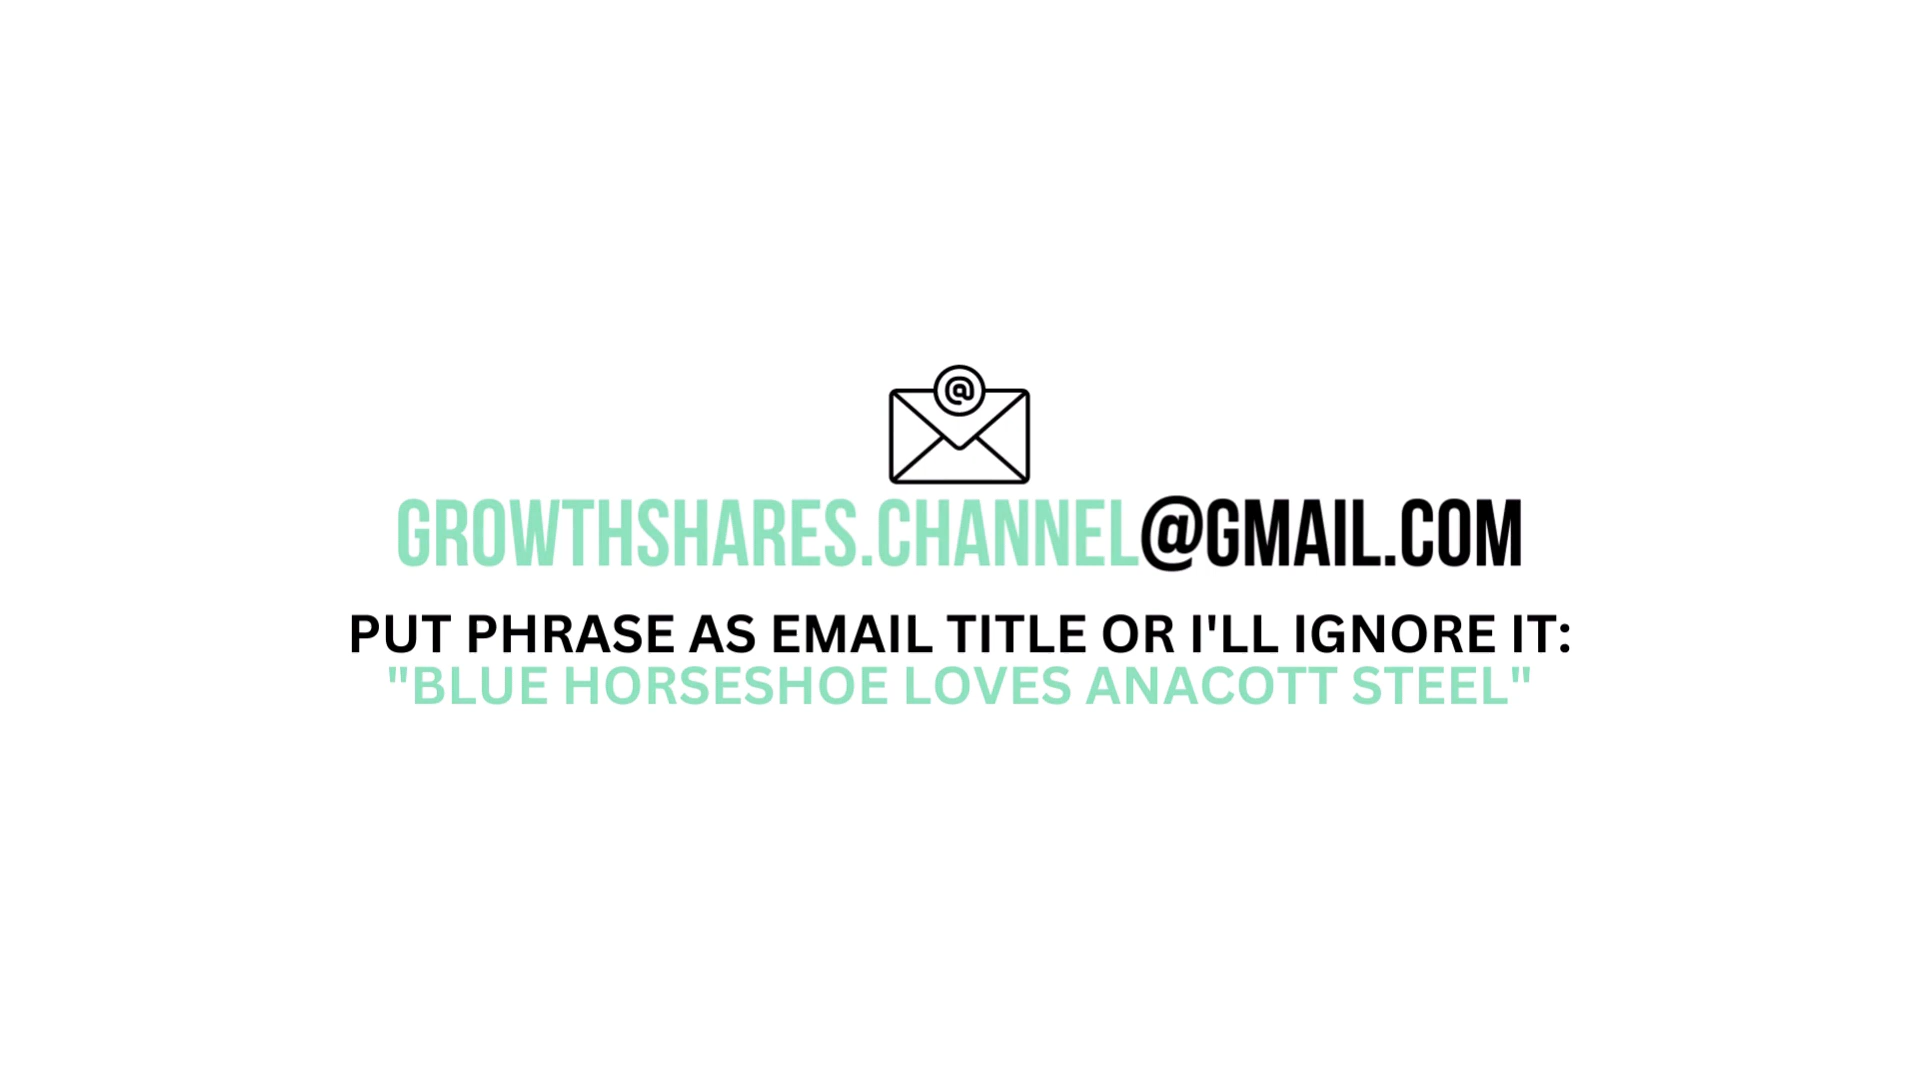 @
GROWTHSHARES.CHANNEL@GMAIL.COM
PUT PHRASE AS EMAIL TITLE OR I'LL IGNORE IT:
"BLUE HORSESHOE LOVES ANACOTT STEEL"